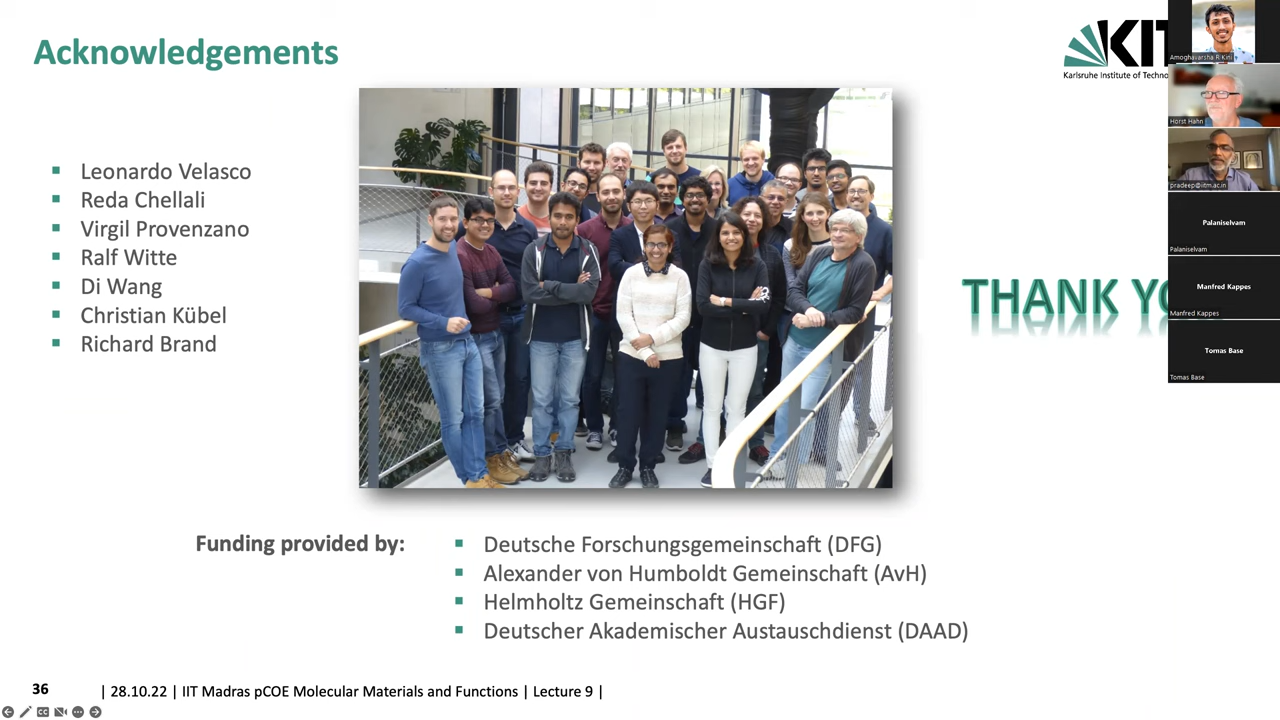 Acknowledgements
KIT
Karlsruhe Institute of Technol
Leonardo Velasco
Reda Chellali
Virgil Provenzano
Ralf Witte
Di Wang
Christian Kübel
Richard Brand
THANK YO
Funding provided by:
Deutsche Forschungsgemeinschaft (DFG)
Alexander von Humboldt Gemeinschaft (AvH)
Helmholtz Gemeinschaft (HGF)
Deutscher Akademischer Austauschdienst (DAAD)
36
| 28.10.22 | IIT Madras pCOE Molecular Materials and Functions | Lecture 9 |
Amoghavarsha R Kini
Horst Hahn
pradeep@iitm.ac.in
Palaniselvam
Palaniselvam
Manfred Kappes
Manfred Kappes
Tomas Base
Tomas Base